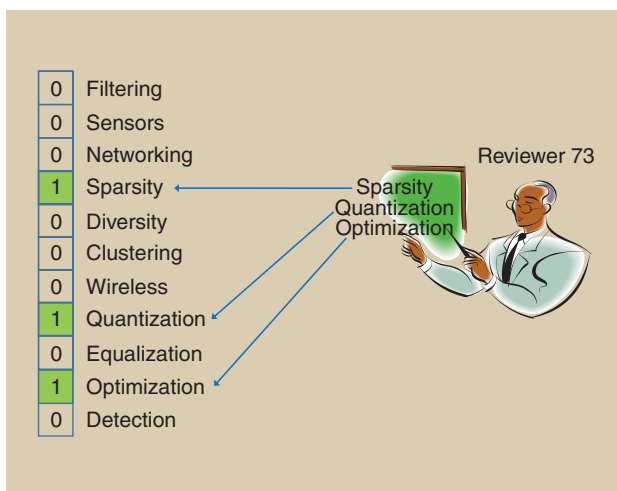 0 Filtering
0 Sensors
0 Networking
1 Sparsity
0 Diversity
0 Clustering
0 Wireless
1 Quantization
0 Equalization
1 Optimization
0 Detection
Reviewer 73
Sparsity
Quantization
Optimization